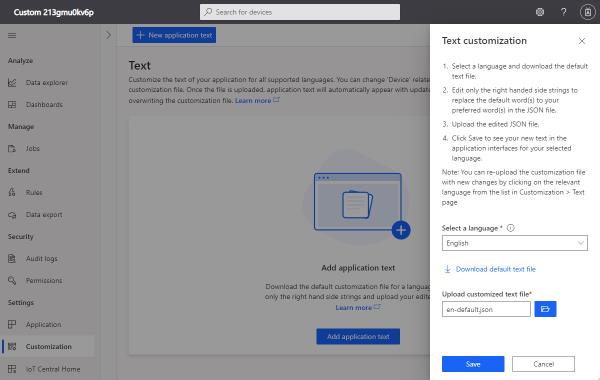 Custom 213gmu0kv6p
Search for devices
?
Analyze
Data explorer
Dashboards
Manage
Jobs
Extend
Rules
Data export
Security
Audit logs
Permissions
Settings
Application
Customization
IoT Central Home
+ New application text
Text
Customize the text of your application for all supported languages. You can change 'Device' relate
customization file. Once the file is uploaded, application text will automatically appear with update
overwriting the customization file. Learn more
Add application text
Download the default customization file for a langua
only the right hand side strings and upload your edite
Learn more
Add application text
Text customization
1. Select a language and download the default
text file.
2. Edit only the right handed side strings to
replace the default word(s) to your
preferred word(s) in the JSON file.
3. Upload the edited JSON file.
4. Click Save to see your new text in the
application interfaces for your selected
language.
Note: You can re-upload the customization file
with new changes by clicking on the relevant
language from the list in Customization > Text
page
Select a language *
English
Download default text file
Upload customized text file*
en-default.json
Save
Cancel